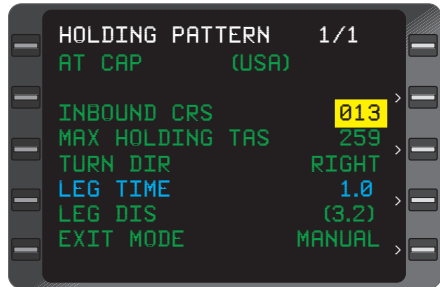 HOLDING PATTERN 1/1
AT CAP (USA)
INBOUND CRS 013
MAX HOLDING TAS 259
TURN DIR RIGHT
LEG TIME 1.0
LEG DIS (3.2)
EXIT MODE MANUAL